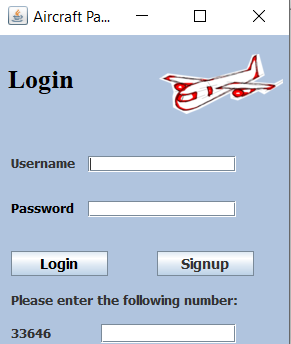 Aircraft Pa...
Login
Username
Password
Login Signup
Please enter the following number:
33646